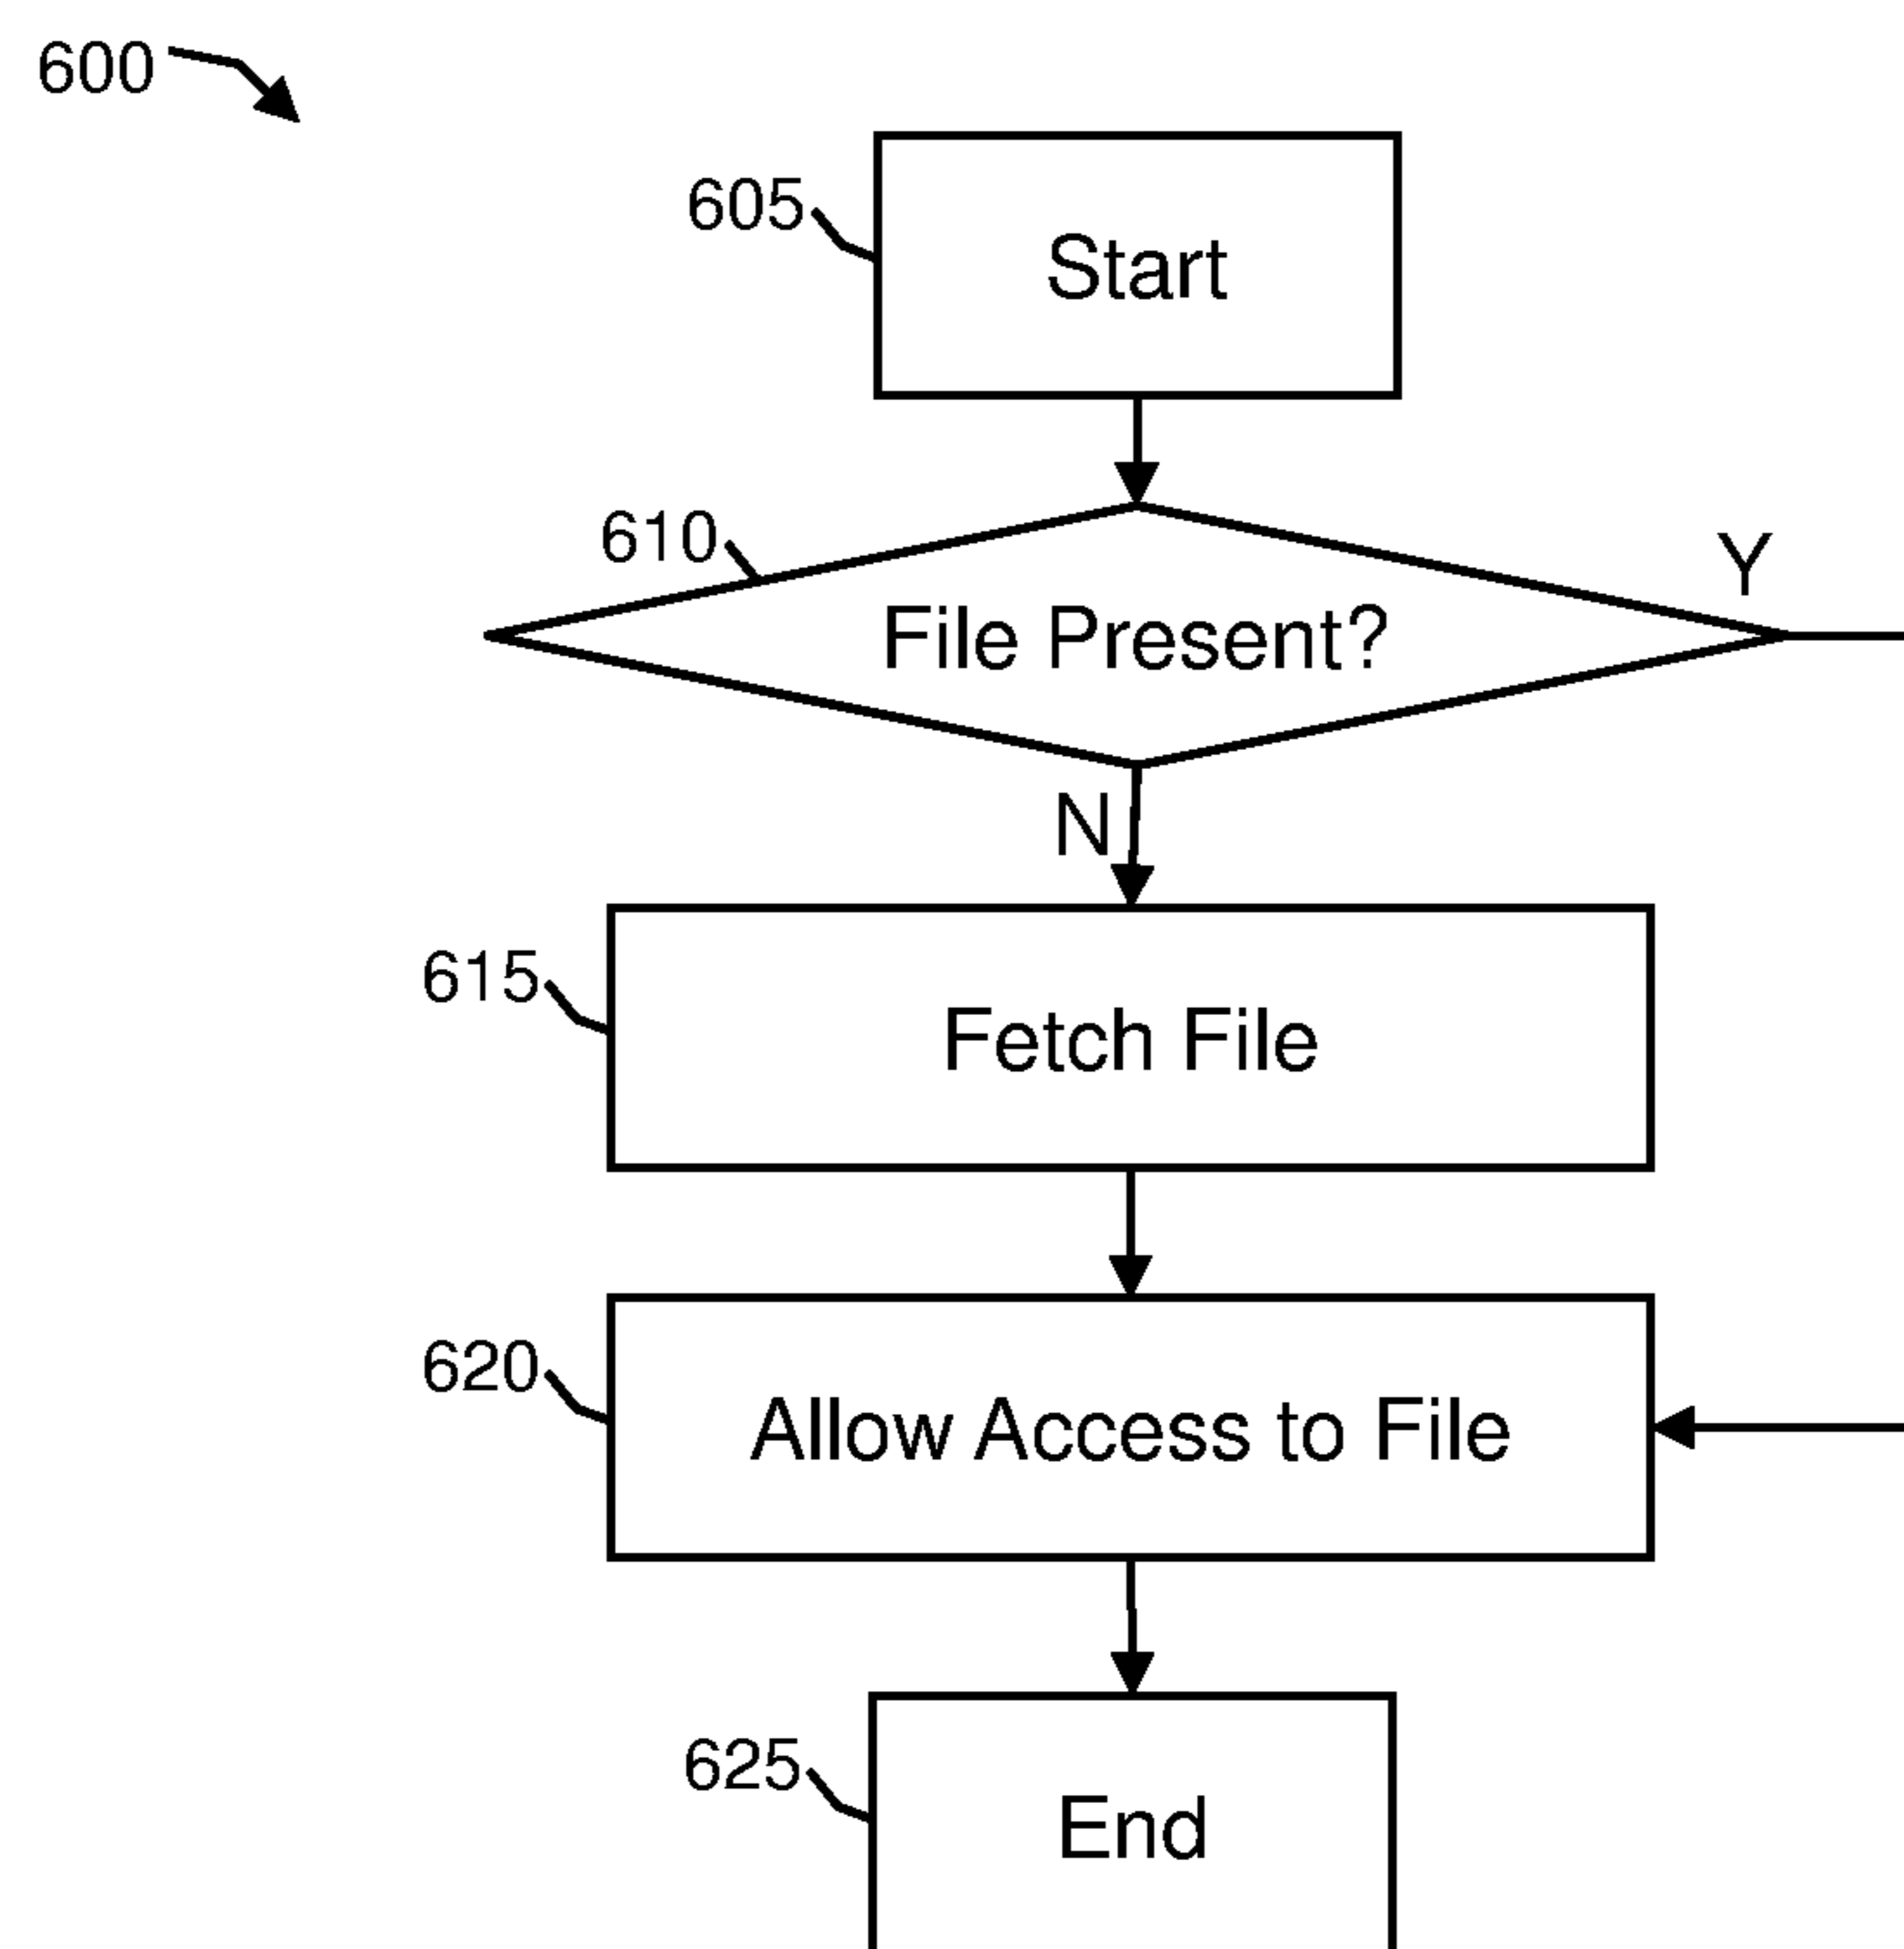 600
605
Start
610
File Present?
Y
N
615
Fetch File
620
Allow Access to File
625
End